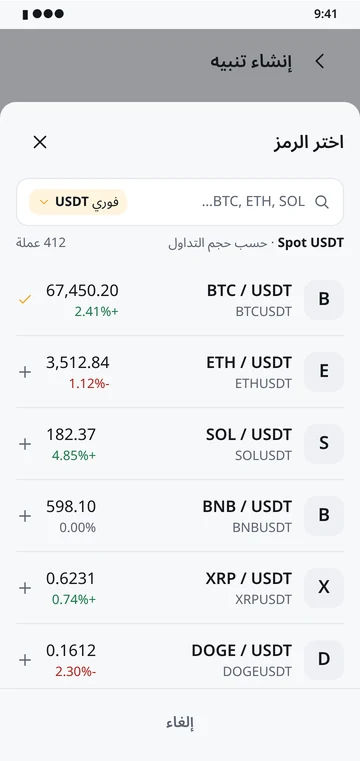 9:41
إنشاء تنبيه
اختر الرمز
BTC, ETH, SOL...
فوري USDT
Spot USDT · حسب حجم التداول
412 عملة
B
BTC / USDT
BTCUSDT
67,450.20
+2.41%
E
ETH / USDT
ETHUSDT
3,512.84
-1.12%
S
SOL / USDT
SOLUSDT
182.37
+4.85%
B
BNB / USDT
BNBUSDT
598.10
0.00%
X
XRP / USDT
XRPUSDT
0.6231
+0.74%
D
DOGE / USDT
DOGEUSDT
0.1612
-2.30%
إلغاء